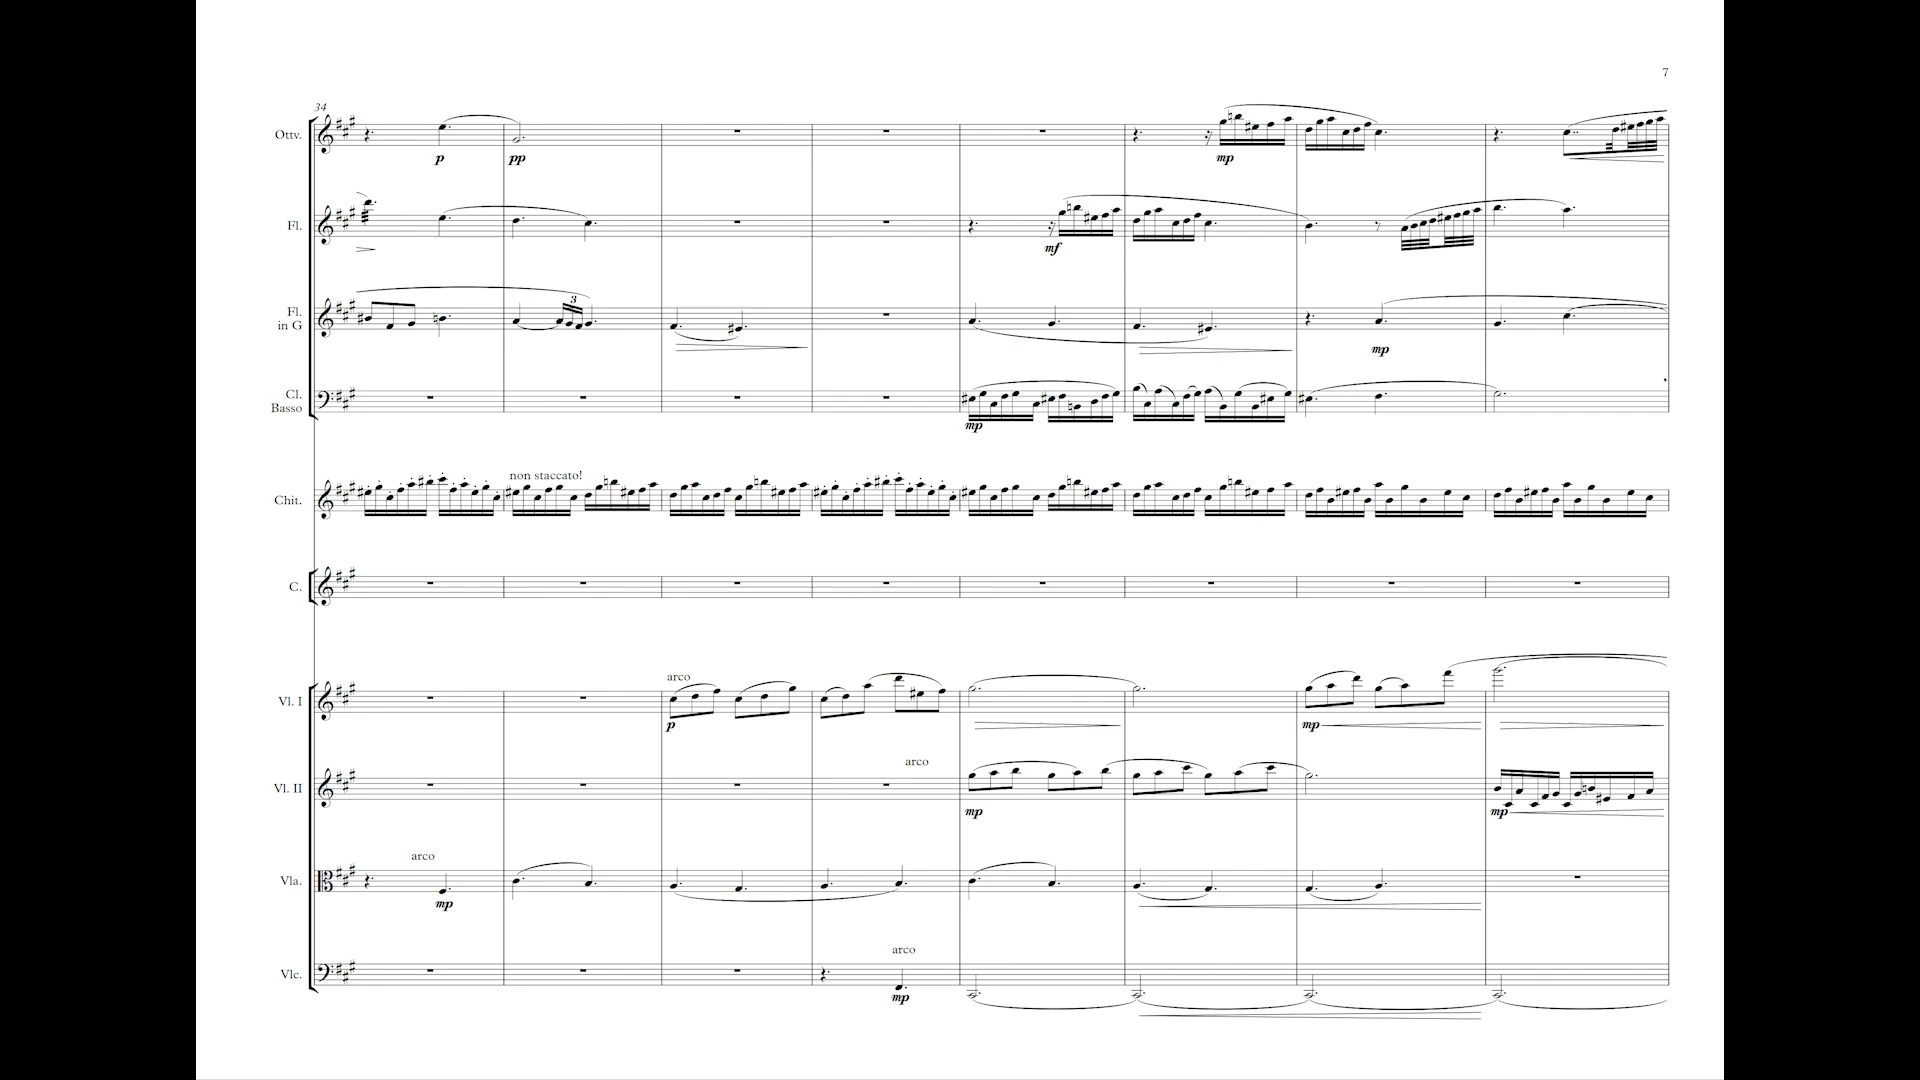 7
34
Ottv.
p
pp
mp
Fl.
mf
Fl.
in G
3
mp
Cl.
Basso
mp
Chit.
non staccato!
C.
Vl. I
arco
p
mp
Vl. II
arco
mp
mp
Vla.
arco
mp
Vlc.
arco
mp